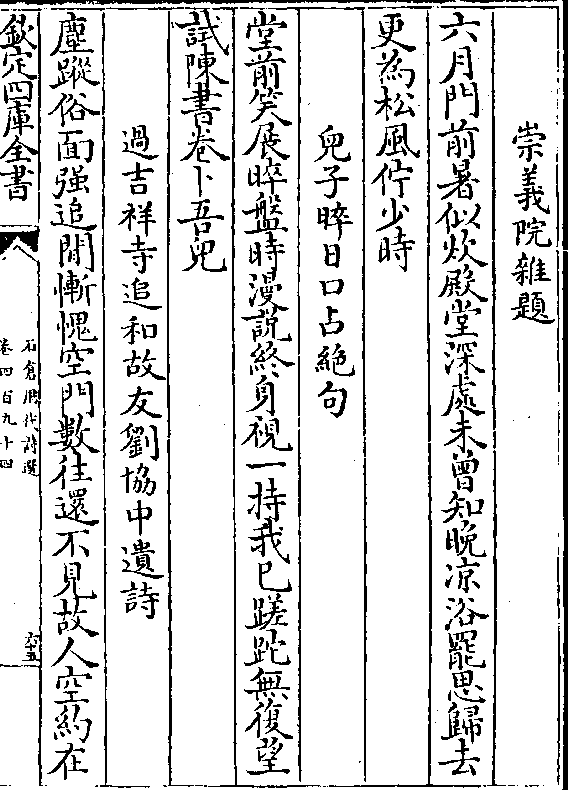 崇義院雜題
六月門前暑似炊殿堂深處未曾知晚凉浴罷思歸去
更為松風佇少時
兒子晬日口占絶句
堂前笑展晬盤時漫説終身視一持我已蹉跎無復望
試陳書卷卜吾兒
過吉祥寺追和故友劉協中遺詩
塵蹤俗面强追閒慚愧空門數往還不見故人空約在
欽定四庫全書
石倉歷代詩選
卷四百九十四
六十五